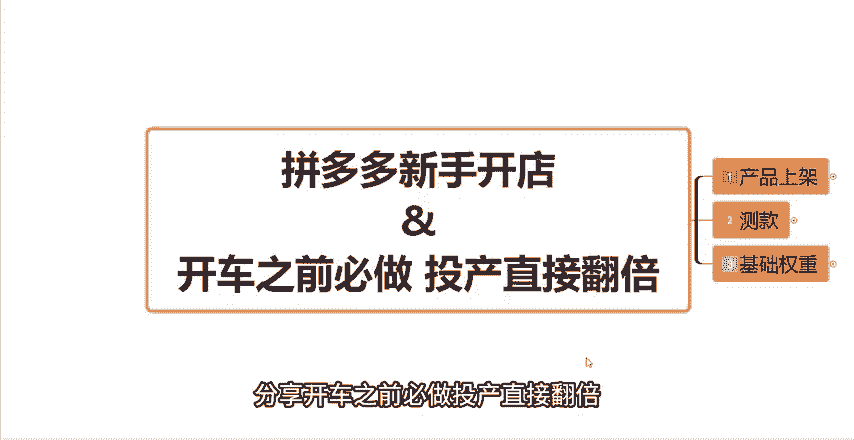 拼多多新手开店
&
开车之前必做 投产直接翻倍
1 产品上架
2 测款
3 基础权重
分享开车之前必做投产直接翻倍